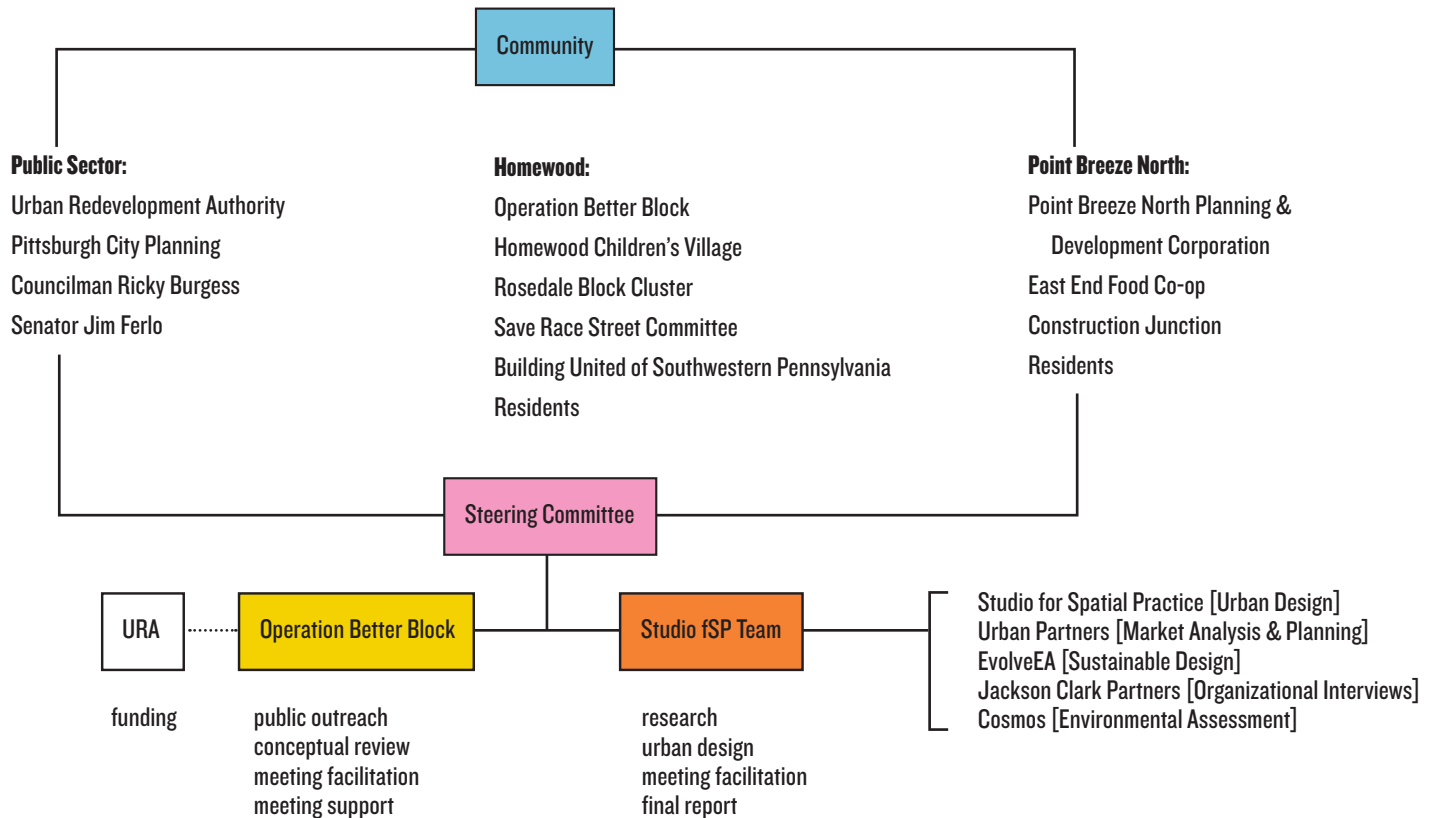 Community
Public Sector:
Urban Redevelopment Authority
Pittsburgh City Planning
Councilman Ricky Burgess
Senator Jim Ferlo
Homewood:
Operation Better Block
Homewood Children’s Village
Rosedale Block Cluster
Save Race Street Committee
Building United of Southwestern Pennsylvania
Residents
Point Breeze North:
Point Breeze North Planning &
Development Corporation
East End Food Co-op
Construction Junction
Residents
Steering Committee
URA
funding
Operation Better Block
public outreach
conceptual review
meeting facilitation
meeting support
Studio fSP Team
research
urban design
meeting facilitation
final report
Studio for Spatial Practice [Urban Design]
Urban Partners [Market Analysis & Planning]
EvolveEA [Sustainable Design]
Jackson Clark Partners [Organizational Interviews]
Cosmos [Environmental Assessment]